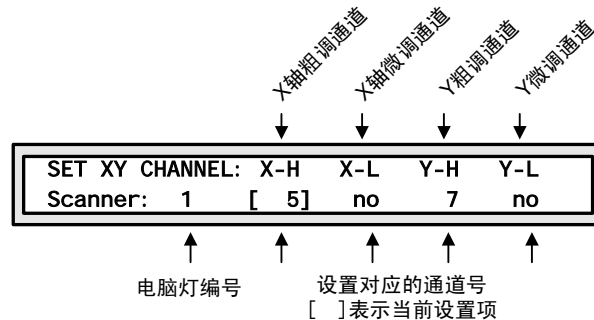 X轴粗调通道
X轴微调通道
Y粗调通道
Y微调通道
SET XY CHANNEL: X-H X-L Y-H Y-L
Scanner: 1 [ 5] no 7 no
电脑灯编号
设置对应的通道号
[ ]表示当前设置项